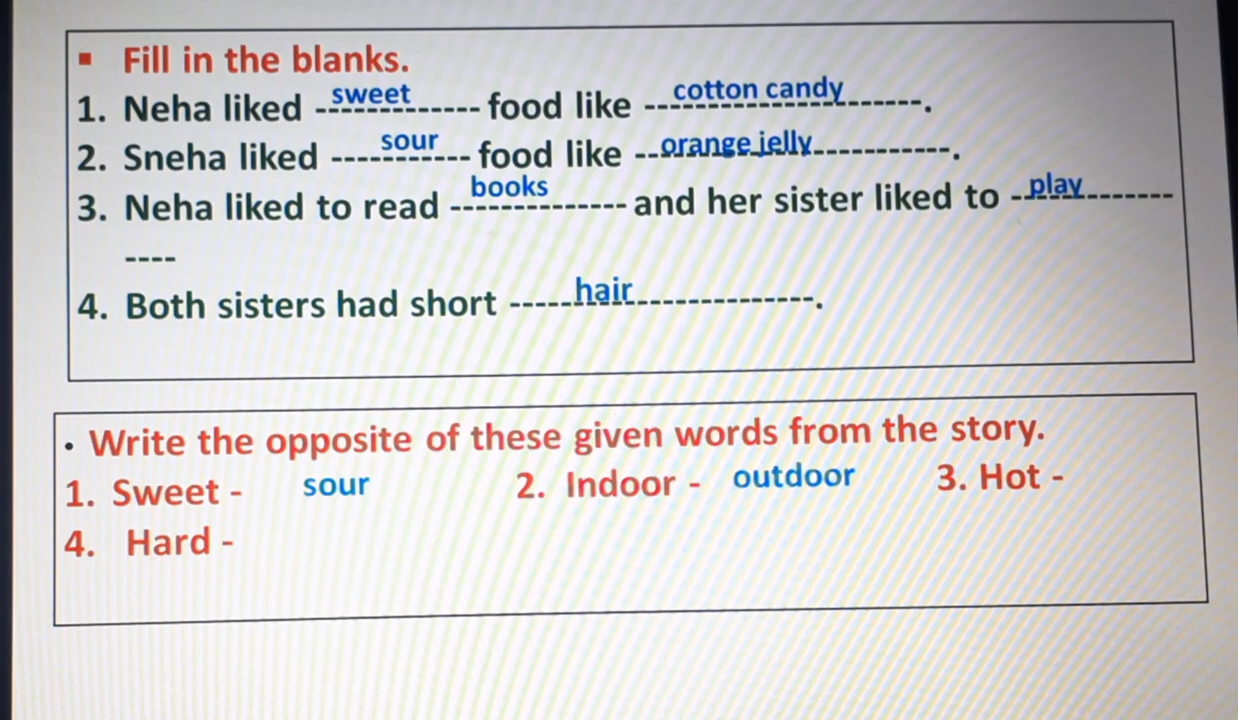 ▪ Fill in the blanks.
1. Neha liked --sweet---------- food like ---cotton candy--------.
2. Sneha liked -----sour--- food like --orange jelly------------.
3. Neha liked to read --books-------- and her sister liked to --play---------
----
4. Both sisters had short -----hair----------------.
• Write the opposite of these given words from the story.
1. Sweet - sour 2. Indoor - outdoor 3. Hot -
4. Hard -